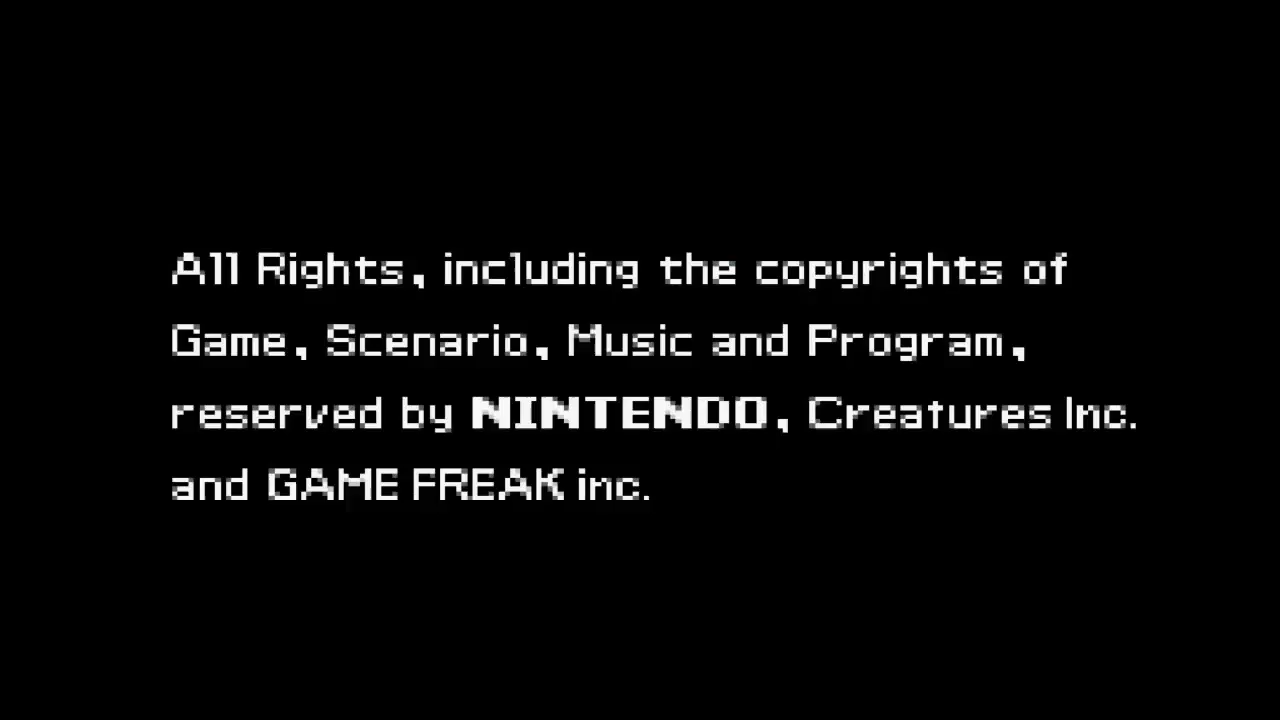 All Rights, including the copyrights of
Game, Scenario, Music and Program,
reserved by NINTENDO, Creatures Inc.
and GAME FREAK inc.